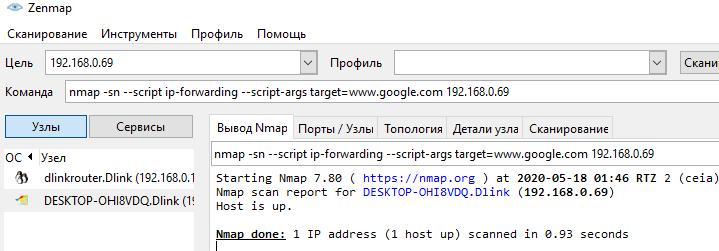 Zenmap
Сканирование Инструменты Профиль Помощь
Цель 192.168.0.69 Профиль Скани
Команда nmap -sn --script ip-forwarding --script-args target=www.google.com 192.168.0.69
Узлы Сервисы Вывод Nmap Порты / Узлы Топология Детали узла Сканирование
ОС Узел nmap -sn --script ip-forwarding --script-args target=www.google.com 192.168.0.69
dlinkrouter.Dlink (192.168.0.1
DESKTOP-OHI8VDQ.Dlink (19
Starting Nmap 7.80 ( https://nmap.org ) at 2020-05-18 01:46 RTZ 2 (ceia)
Nmap scan report for DESKTOP-OHI8VDQ.Dlink (192.168.0.69)
Host is up.
Nmap done: 1 IP address (1 host up) scanned in 0.93 seconds